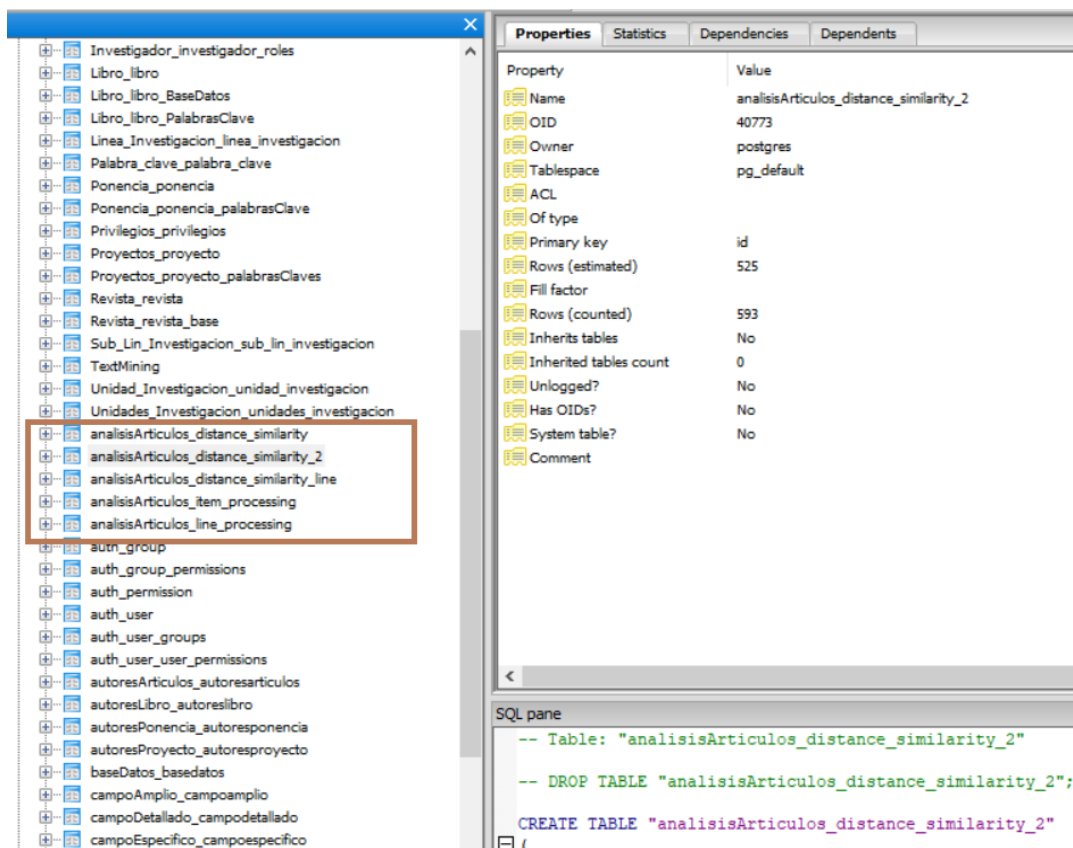 Investigador_investigador_roles
Libro_libro
Libro_libro_BaseDatos
Libro_libro_PalabrasClave
Linea_Investigacion_linea_investigacion
Palabra_clave_palabra_clave
Ponencia_ponencia
Ponencia_ponencia_palabrasClave
Privilegios_privilegios
Proyectos_proyecto
Proyectos_proyecto_palabrasClaves
Revista_revista
Revista_revista_base
Sub_Lin_Investigacion_sub_lin_investigacion
TextMining
Unidad_Investigacion_unidad_investigacion
Unidades_Investigacion_unidades_investigacion
analisisArticulos_distance_similarity
analisisArticulos_distance_similarity_2
analisisArticulos_distance_similarity_line
analisisArticulos_item_processing
analisisArticulos_line_processing
auth_group
auth_group_permissions
auth_permission
auth_user
auth_user_groups
auth_user_user_permissions
autoresArticulos_autoresarticulos
autoresLibro_autoreslibro
autoresPonencia_autoresponencia
autoresProyecto_autoresproyecto
baseDatos_basedatos
campoAmplio_campoamplio
campoDetallado_campodetallado
campoEspecifico_campoespecifico
Properties Statistics Dependencies Dependents
Property Value
Name analisisArticulos_distance_similarity_2
OID 40773
Owner postgres
Tablespace pg_default
ACL
Of type
Primary key id
Rows (estimated) 525
Fill factor
Rows (counted) 593
Inherits tables No
Inherited tables count 0
Unlogged? No
Has OIDs? No
System table? No
Comment
SQL pane
-- Table: "analisisArticulos_distance_similarity_2"
-- DROP TABLE "analisisArticulos_distance_similarity_2";
CREATE TABLE "analisisArticulos_distance_similarity_2"
(